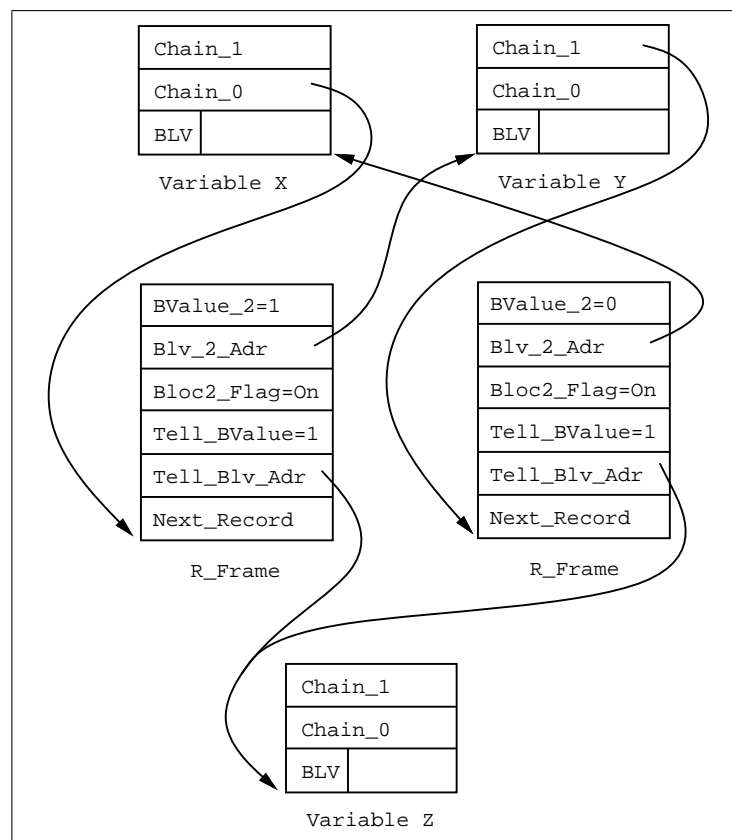 Chain_1
Chain_0
BLV
Variable X
Chain_1
Chain_0
BLV
Variable Y
BValue_2=1
Blv_2_Adr
Bloc2_Flag=On
Tell_BValue=1
Tell_Blv_Adr
Next_Record
R_Frame
BValue_2=0
Blv_2_Adr
Bloc2_Flag=On
Tell_BValue=1
Tell_Blv_Adr
Next_Record
R_Frame
Chain_1
Chain_0
BLV
Variable Z